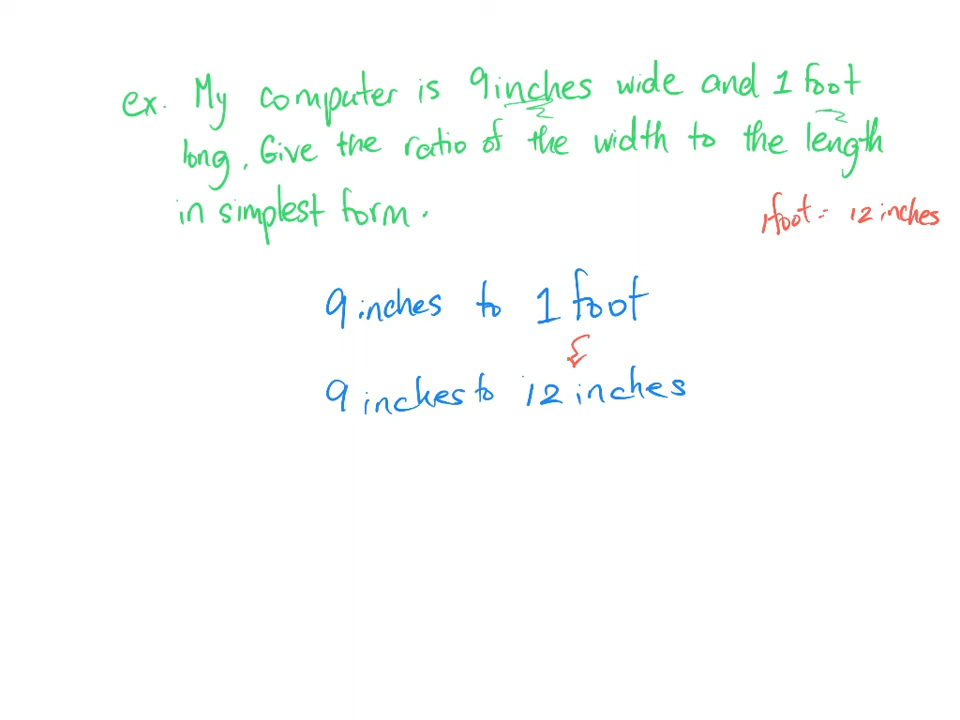 ex. My computer is 9 inches wide and 1 foot
long. Give the ratio of the width to the length
in simplest form.
1 foot = 12 inches
9 inches to 1 foot
9 inches to 12 inches